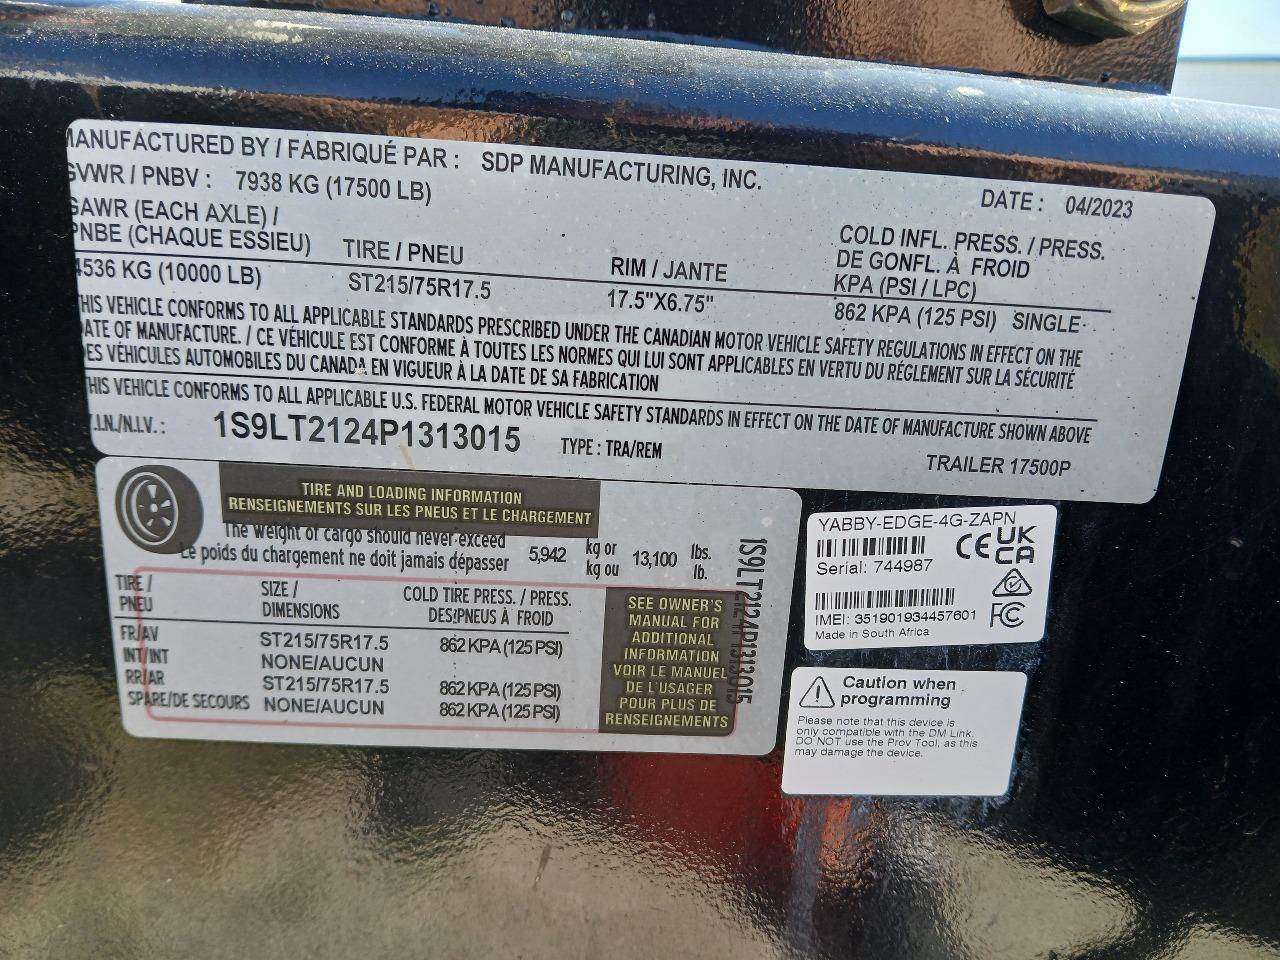 MANUFACTURED BY / FABRIQUÉ PAR : SDP MANUFACTURING, INC.
GVWR / PNBV : 7938 KG (17500 LB)
DATE : 04/2023
GAWR (EACH AXLE) /
PNBE (CHAQUE ESSIEU) TIRE / PNEU RIM / JANTE
COLD INFL. PRESS. / PRESS.
DE GONFL. À FROID
KPA (PSI / LPC)
4536 KG (10000 LB) ST215/75R17.5 17.5"X6.75" 862 KPA (125 PSI) SINGLE
THIS VEHICLE CONFORMS TO ALL APPLICABLE STANDARDS PRESCRIBED UNDER THE CANADIAN MOTOR VEHICLE SAFETY REGULATIONS IN EFFECT ON THE
DATE OF MANUFACTURE. / CE VÉHICULE EST CONFORME À TOUTES LES NORMES QUI LUI SONT APPLICABLES EN VERTU DU RÉGLEMENT SUR LA SÉCURITÉ
DES VÉHICULES AUTOMOBILES DU CANADA EN VIGUEUR À LA DATE DE SA FABRICATION
THIS VEHICLE CONFORMS TO ALL APPLICABLE U.S. FEDERAL MOTOR VEHICLE SAFETY STANDARDS IN EFFECT ON THE DATE OF MANUFACTURE SHOWN ABOVE
V.I.N./N.I.V.: 1S9LT2124P1313015 TYPE : TRA/REM TRAILER 17500P
TIRE AND LOADING INFORMATION
RENSEIGNEMENTS SUR LES PNEUS ET LE CHARGEMENT
The weight of cargo should never exceed
Le poids du chargement ne doit jamais dépasser
5,942 kg or 13,100 lbs.
kg ou lb.
TIRE / SIZE / COLD TIRE PRESS. / PRESS.
PNEU DIMENSIONS DES PNEUS À FROID
FR/AV ST215/75R17.5 862 KPA (125 PSI)
INT/INT NONE/AUCUN
RR/AR ST215/75R17.5 862 KPA (125 PSI)
SPARE/DE SECOURS NONE/AUCUN 862 KPA (125 PSI)
SEE OWNER'S
MANUAL FOR
ADDITIONAL
INFORMATION
VOIR LE MANUEL
DE L'USAGER
POUR PLUS DE
RENSEIGNEMENTS
1S9LT2124P1313015
YABBY-EDGE-4G-ZAPN
Serial: 744987
IMEI: 351901934457601
Made in South Africa
CE UK
CA
FC
Caution when
programming
Please note that this device is
only compatible with the DM Link.
DO NOT use the Prov Tool, as this
may damage the device.